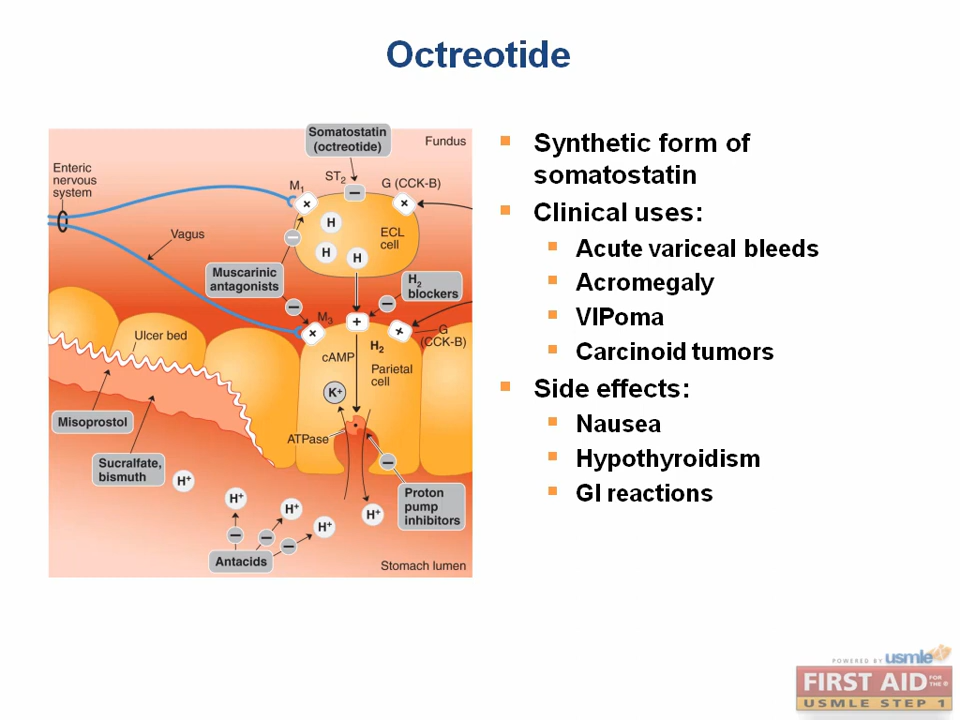 Octreotide
Somatostatin
(octreotide)
Fundus
Enteric
nervous
system
ST2
M1
G (CCK-B)
H
H
H
ECL
cell
Vagus
Muscarinic
antagonists
H2
blockers
M3
G
(CCK-B)
Ulcer bed
cAMP
H2
Parietal
cell
K+
Misoprostol
ATPase
Sucralfate,
bismuth
H+
H+
H+
H+
H+
Proton
pump
inhibitors
Antacids
Stomach lumen
Synthetic form of
somatostatin
Clinical uses:
Acute variceal bleeds
Acromegaly
VIPoma
Carcinoid tumors
Side effects:
Nausea
Hypothyroidism
GI reactions
POWERED BY usmle
FIRST AID FOR THE ®
USMLE STEP 1